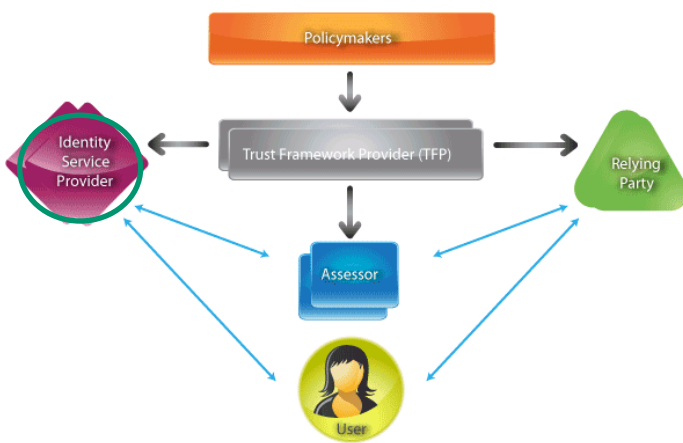 Policymakers
Trust Framework Provider (TFP)
Identity
Service
Provider
Relying
Party
Assessor
User